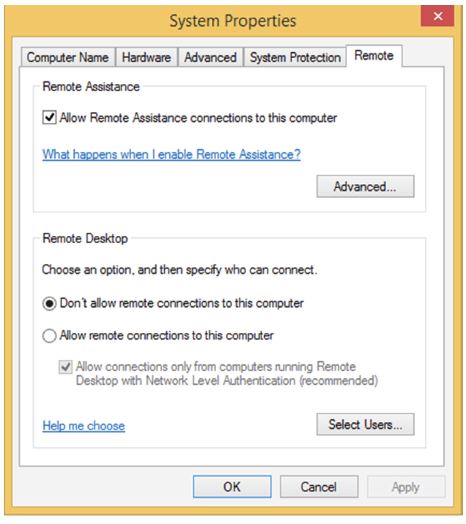 System Properties
Computer Name Hardware Advanced System Protection Remote
Remote Assistance
Allow Remote Assistance connections to this computer
What happens when I enable Remote Assistance?
Advanced...
Remote Desktop
Choose an option, and then specify who can connect.
Don't allow remote connections to this computer
Allow remote connections to this computer
Allow connections only from computers running Remote
Desktop with Network Level Authentication (recommended)
Help me choose
Select Users...
OK Cancel Apply